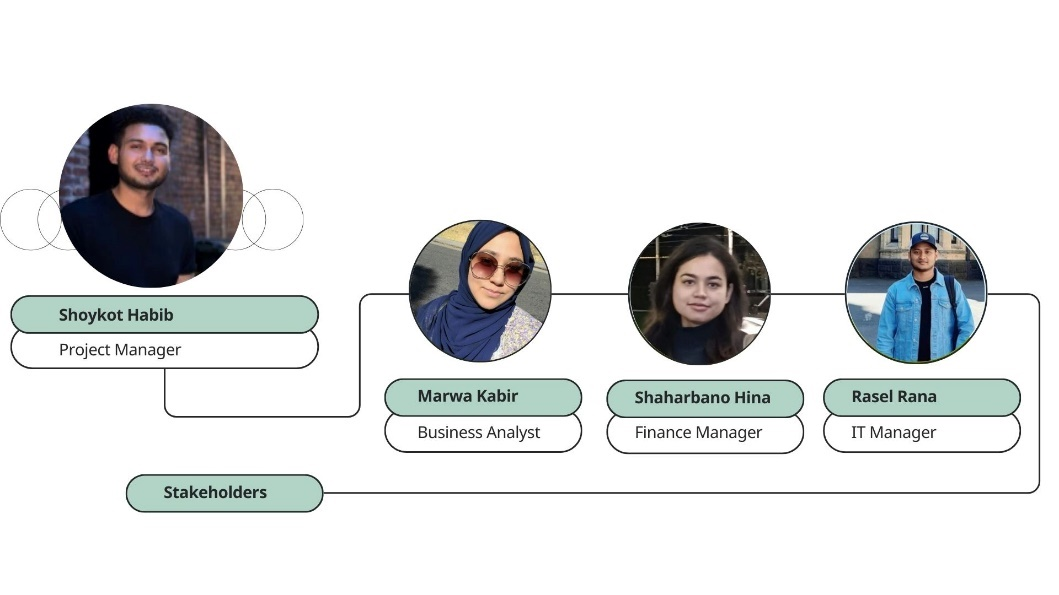 Shoykot Habib
Project Manager
Marwa Kabir
Business Analyst
Shaharbano Hina
Finance Manager
Rasel Rana
IT Manager
Stakeholders